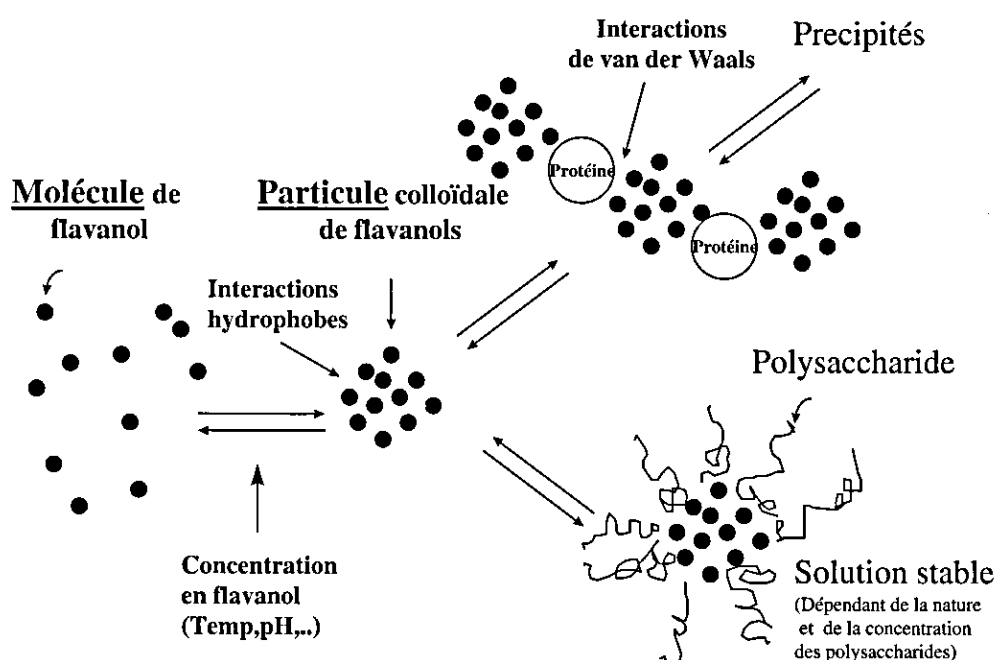 Interactions
de van der Waals
Precipités
Protéine
Protéine
Molécule de
flavanol
Particule colloïdale
de flavanols
Interactions
hydrophobes
Polysaccharide
Concentration
en flavanol
(Temp,pH,..)
Solution stable
(Dépendant de la nature
et de la concentration
des polysaccharides)